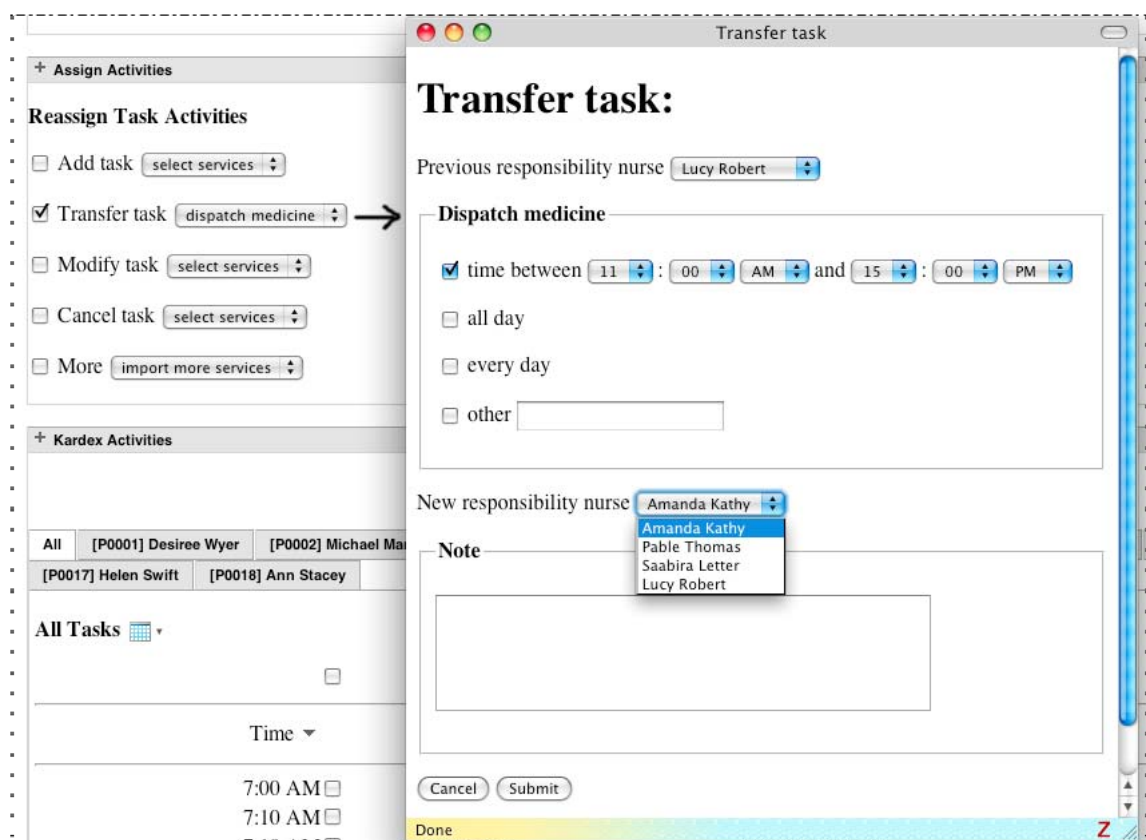 Assign Activities
Reassign Task Activities
Add task select services
Transfer task dispatch medicine
Modify task select services
Cancel task select services
More import more services
Kardex Activities
All [P0001] Desiree Wyer [P0002] Michael Mar
[P0017] Helen Swift [P0018] Ann Stacey
All Tasks
Time
7:00 AM
7:10 AM
Transfer task
Transfer task:
Previous responsibility nurse Lucy Robert
Dispatch medicine
time between 11 : 00 AM and 15 : 00 PM
all day
every day
other
New responsibility nurse Amanda Kathy
Amanda Kathy
Pable Thomas
Saabira Letter
Lucy Robert
Note
Cancel Submit
Done Z